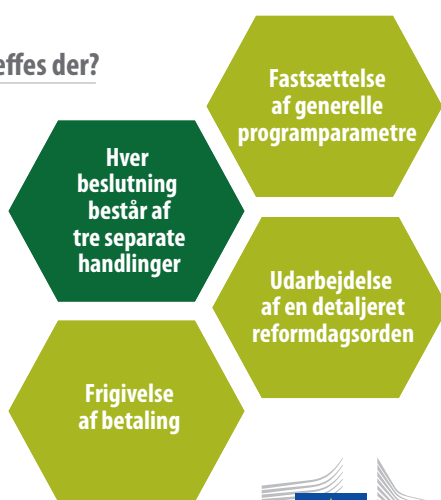 der?
Fastsættelse
af generelle
programparametre
Hver
beslutning
består af
tre separate
handlinger
Udarbejdelse
af en detaljeret
reformdagsorden
Frigivelse
af betaling